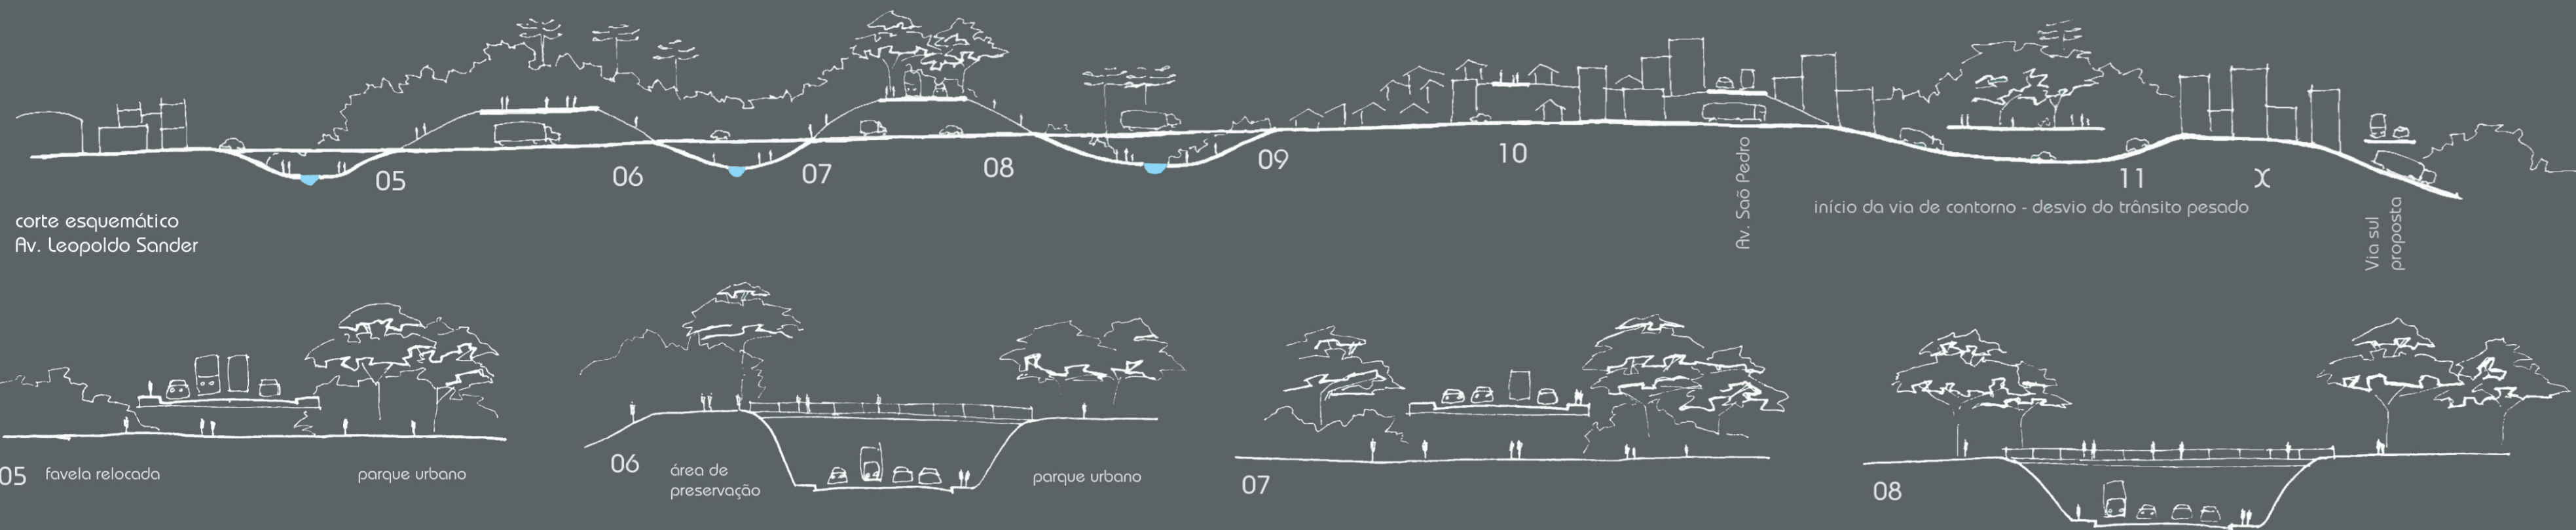 05
06
07
08
09
10
11
X
Av. Saõ Pedro
início da via de contorno - desvio do trânsito pesado
Via sul
proposta
corte esquemático
Av. Leopoldo Sander
05 favela relocada parque urbano
06 área de
preservação
parque urbano
07
08